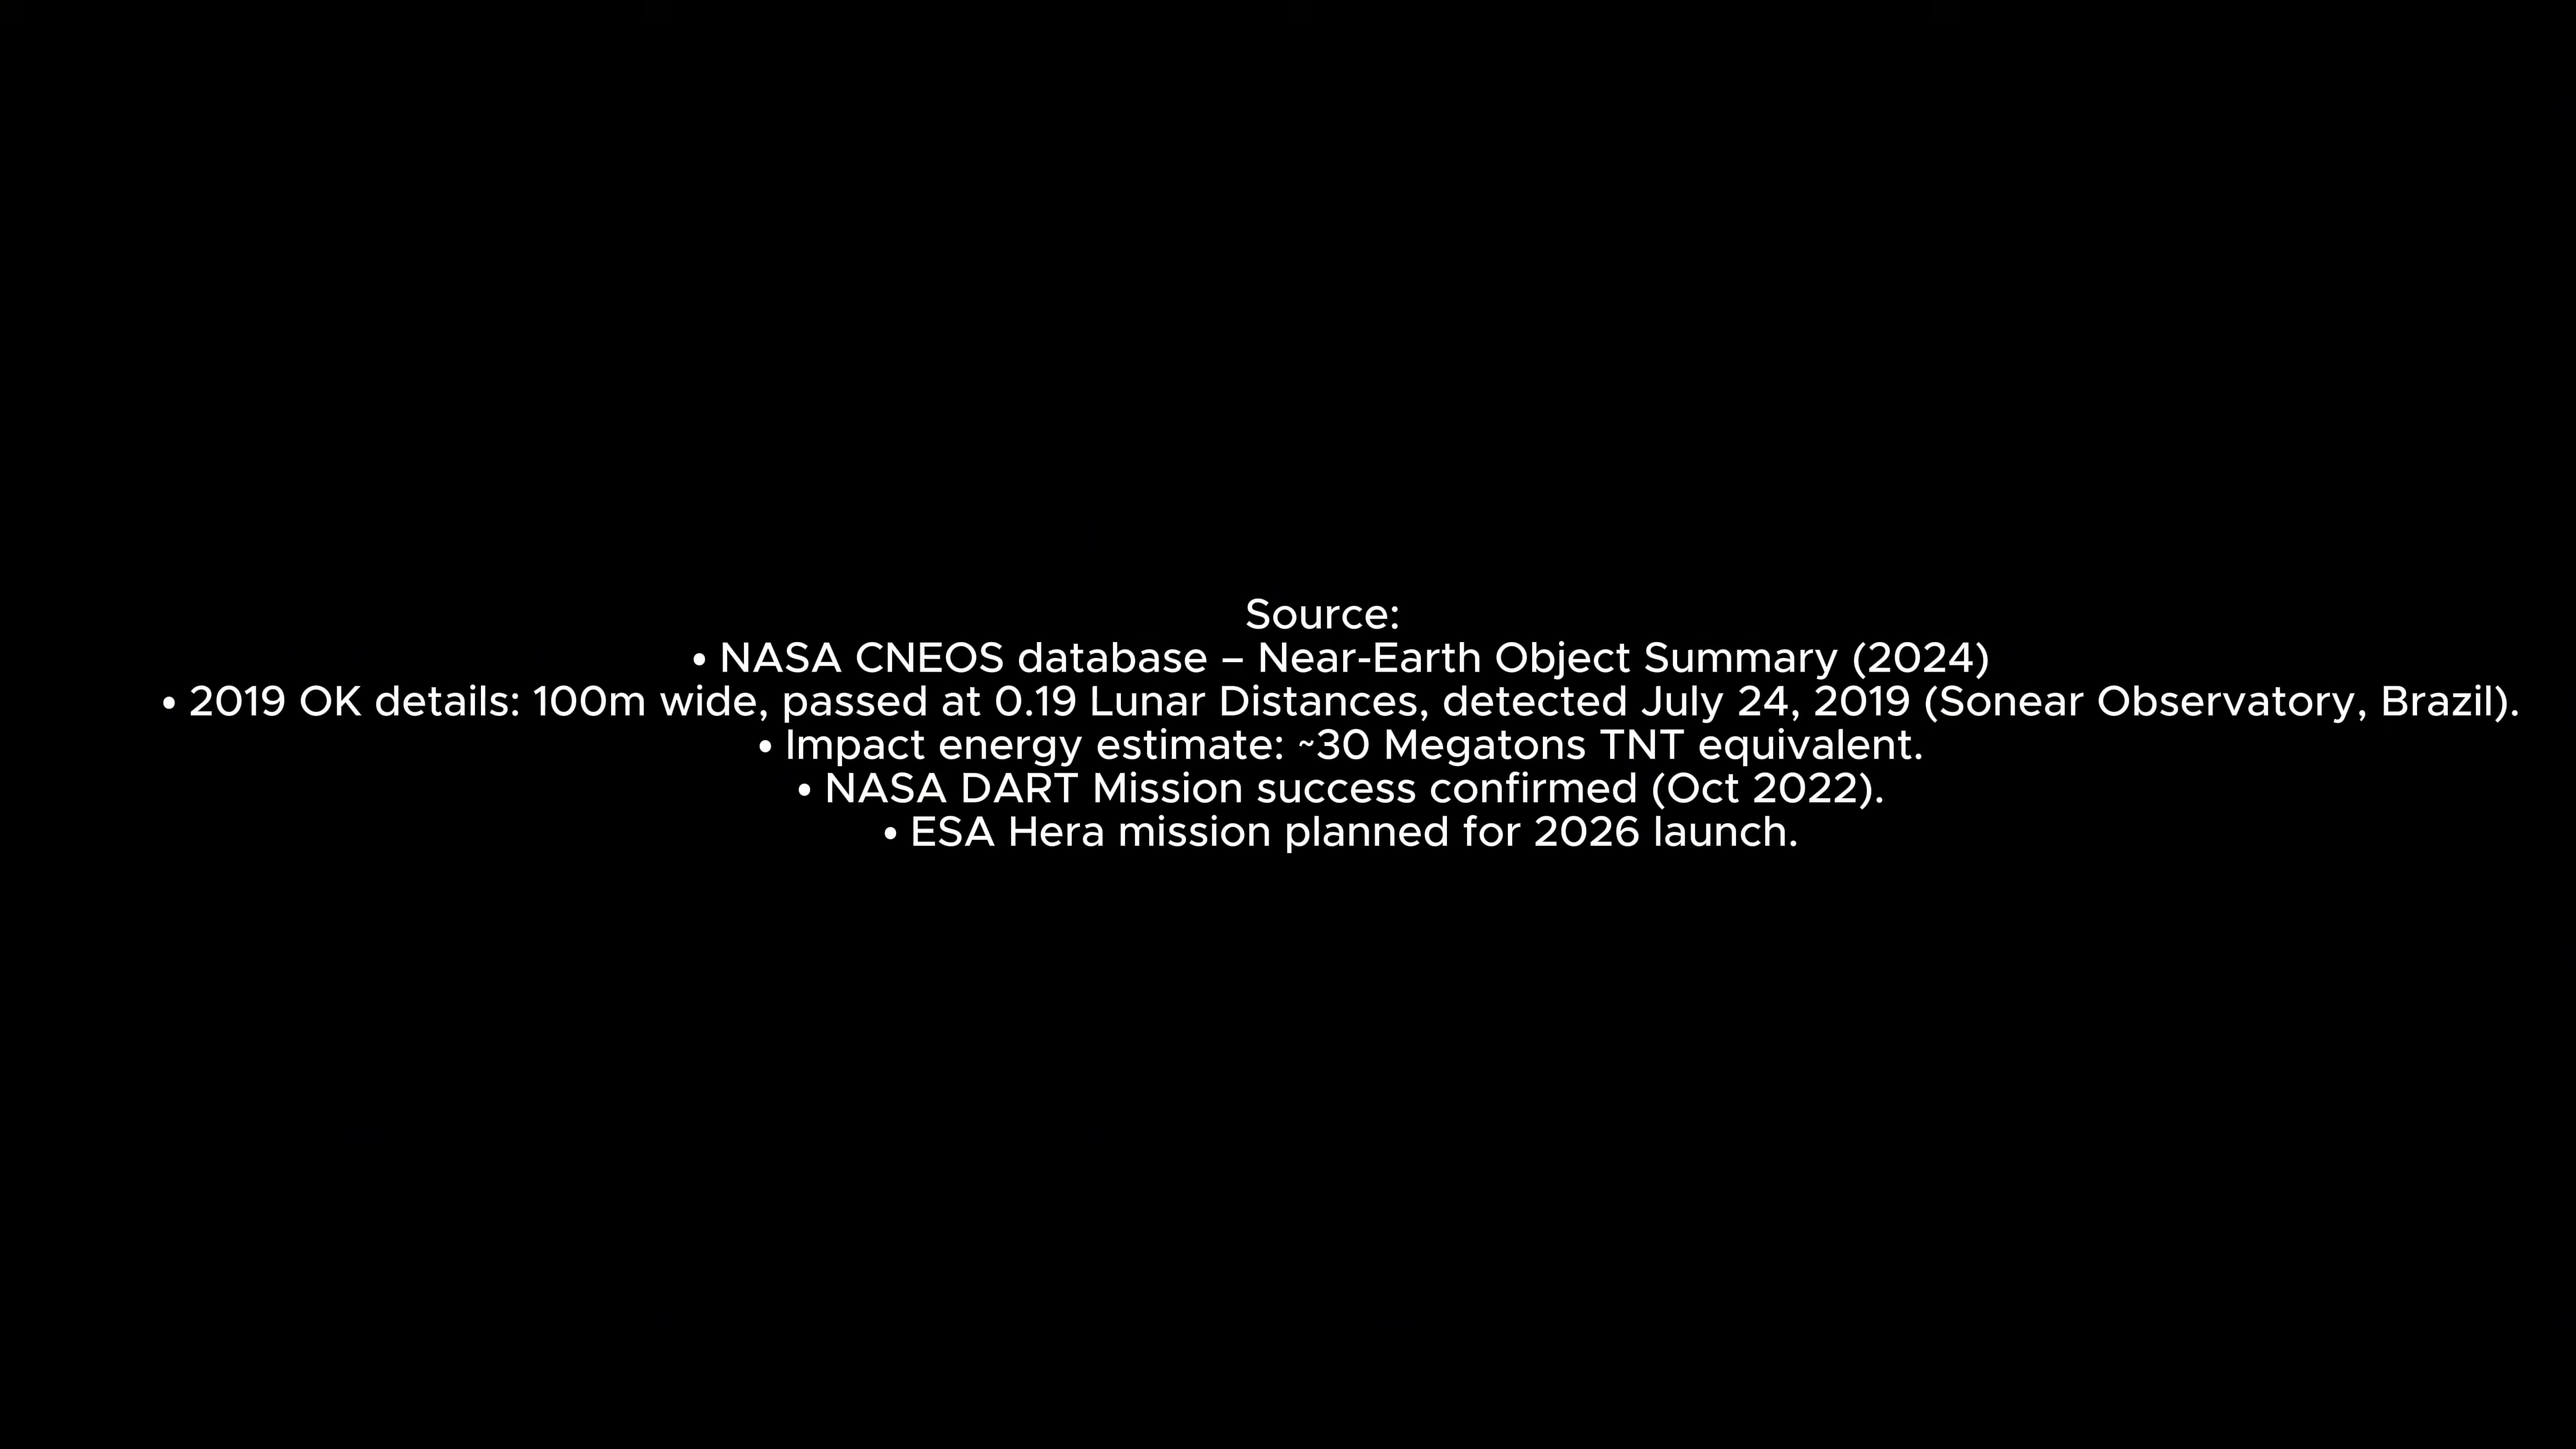 Source:
• NASA CNEOS database – Near-Earth Object Summary (2024)
• 2019 OK details: 100m wide, passed at 0.19 Lunar Distances, detected July 24, 2019 (Sonear Observatory, Brazil).
• Impact energy estimate: ~30 Megatons TNT equivalent.
• NASA DART Mission success confirmed (Oct 2022).
• ESA Hera mission planned for 2026 launch.